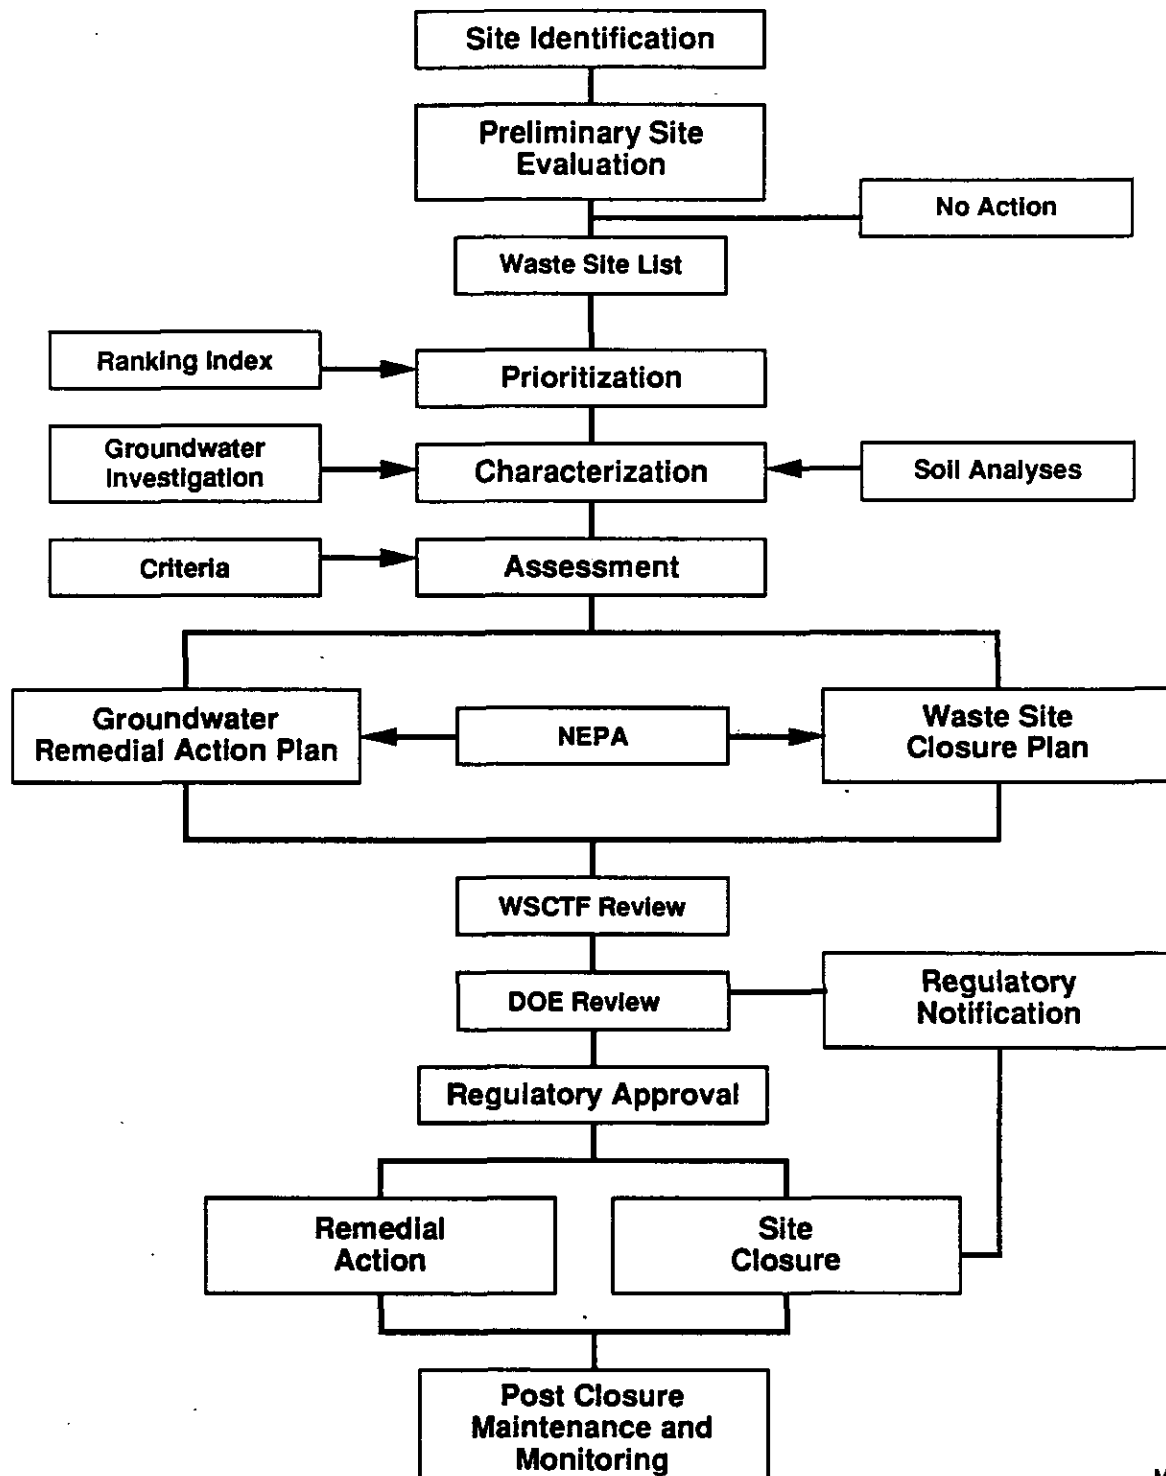 Site Identification
Preliminary Site
Evaluation
No Action
Waste Site List
Ranking Index
Prioritization
Groundwater
Investigation
Characterization
Soil Analyses
Criteria
Assessment
Groundwater
Remedial Action Plan
NEPA
Waste Site
Closure Plan
WSCTF Review
DOE Review
Regulatory
Notification
Regulatory Approval
Remedial
Action
Site
Closure
Post Closure
Maintenance and
Monitoring